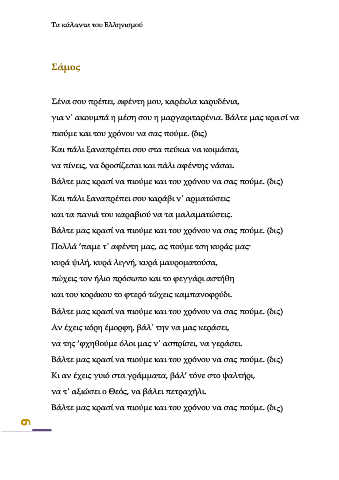 Τα κάλαντα του Ελληνισμού
Σάμος
Σένα σου πρέπει, αφέντη μου, καρέκλα καρυδένια,
για ν᾿ ακουμπά η μέση σου η μαργαριταρένια. Βάλτε μας κρασί να
πιούμε και του χρόνου να σας πούμε. (δις)
Και πάλι ξαναπρέπει σου στα πεύκια να κοιμάσαι,
να πίνεις, να δροσίζεσαι και πάλι αφέντης νάσαι.
Βάλτε μας κρασί να πιούμε και του χρόνου να σας πούμε. (δις)
Και πάλι ξαναπρέπει σου καράβι ν᾿ αρματώσεις
και τα πανιά του καραβιού να τα μαλαματώσεις.
Βάλτε μας κρασί να πιούμε και του χρόνου να σας πούμε. (δις)
Πολλά ‘παμε τ᾿ αφέντη μας, ας πούμε τση κυράς μας·
κυρά ψιλή, κυρά λιγνή, κυρά μαυροματούσα,
πώχεις τον ήλιο πρόσωπο και το φεγγάρι αστήθη
και του κοράκου το φτερό τώχεις καμπανοφρύδι.
Βάλτε μας κρασί να πιούμε και του χρόνου να σας πούμε. (δις)
Αν έχεις κόρη έμορφη, βάλ᾿ την να μας κεράσει,
να της ‘φχηθούμε όλοι μας ν᾿ ασπρίσει, να γεράσει.
Βάλτε μας κρασί να πιούμε και του χρόνου να σας πούμε. (δις)
Κι αν έχεις γυιό στα γράμματα, βάλ’ τόνε στο ψαλτήρι,
να τ᾿ αξιώσει ο Θεός, να βάλει πετραχήλι.
Βάλτε μας κρασί να πιούμε και του χρόνου να σας πούμε. (δις)
9